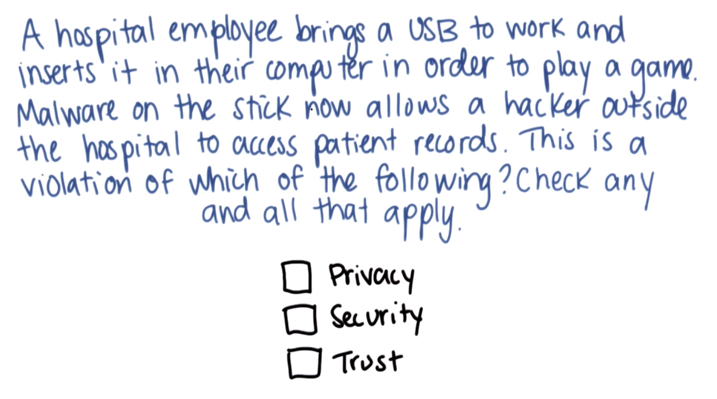 A hospital employee brings a USB to work and
inserts it in their computer in order to play a game.
Malware on the stick now allows a hacker outside
the hospital to access patient records. This is a
violation of which of the following? Check any
and all that apply.
Privacy
Security
Trust